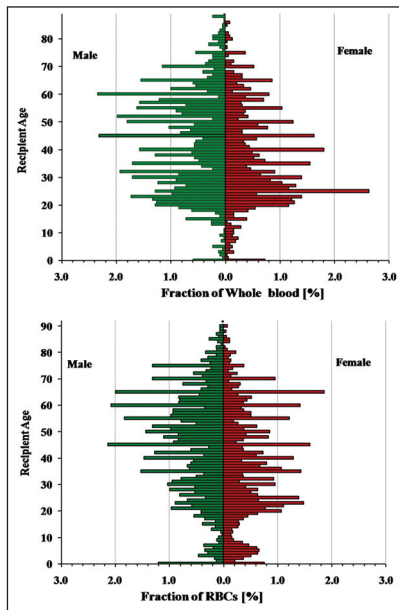 80
Male
Female
70
60
Recipient Age
50
40
30
20
10
0
3.0 2.0 1.0 0.0 1.0 2.0 3.0
Fraction of Whole blood [%]
90
80
Male
Female
70
60
Recipient Age
50
40
30
20
10
0
3.0 2.0 1.0 0.0 1.0 2.0 3.0
Fraction of RBCs [%]